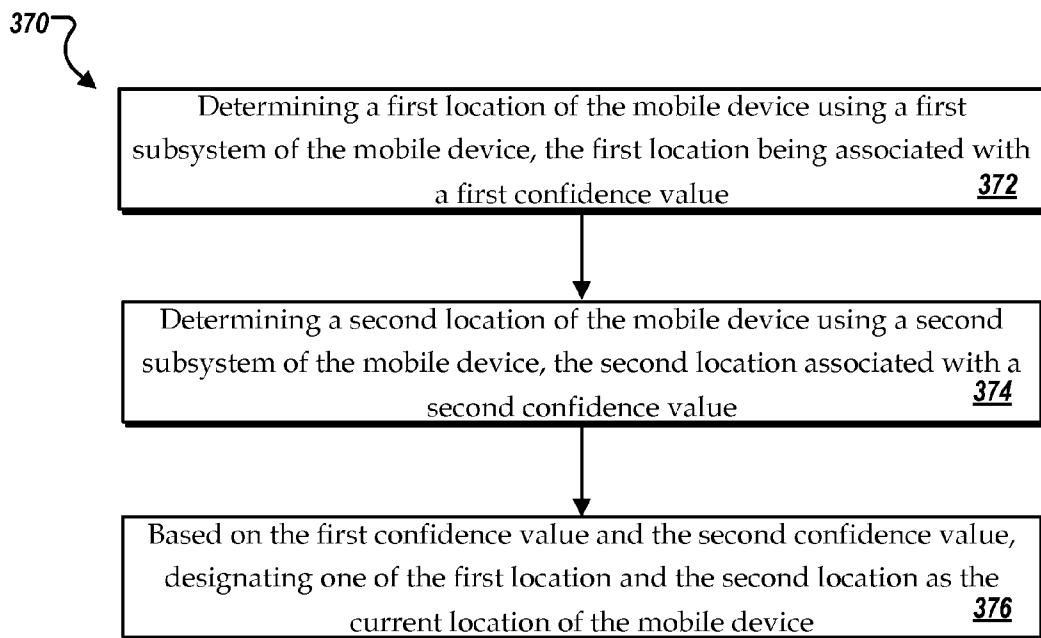 370
Determining a first location of the mobile device using a first
subsystem of the mobile device, the first location being associated with
a first confidence value
372
Determining a second location of the mobile device using a second
subsystem of the mobile device, the second location associated with a
second confidence value
374
Based on the first confidence value and the second confidence value,
designating one of the first location and the second location as the
current location of the mobile device
376